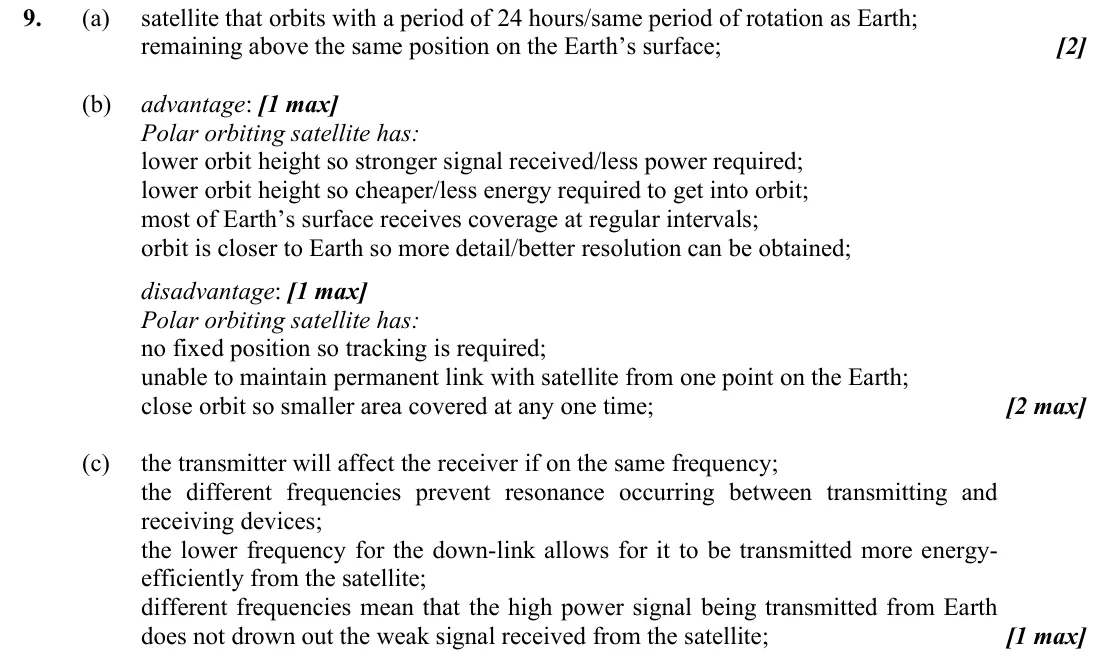 9. (a) satellite that orbits with a period of 24 hours/same period of rotation as Earth;
remaining above the same position on the Earth’s surface; [2]
(b) advantage: [1 max]
Polar orbiting satellite has:
lower orbit height so stronger signal received/less power required;
lower orbit height so cheaper/less energy required to get into orbit;
most of Earth’s surface receives coverage at regular intervals;
orbit is closer to Earth so more detail/better resolution can be obtained;
disadvantage: [1 max]
Polar orbiting satellite has:
no fixed position so tracking is required;
unable to maintain permanent link with satellite from one point on the Earth;
close orbit so smaller area covered at any one time; [2 max]
(c) the transmitter will affect the receiver if on the same frequency;
the different frequencies prevent resonance occurring between transmitting and
receiving devices;
the lower frequency for the down-link allows for it to be transmitted more energy-
efficiently from the satellite;
different frequencies mean that the high power signal being transmitted from Earth
does not drown out the weak signal received from the satellite; [1 max]